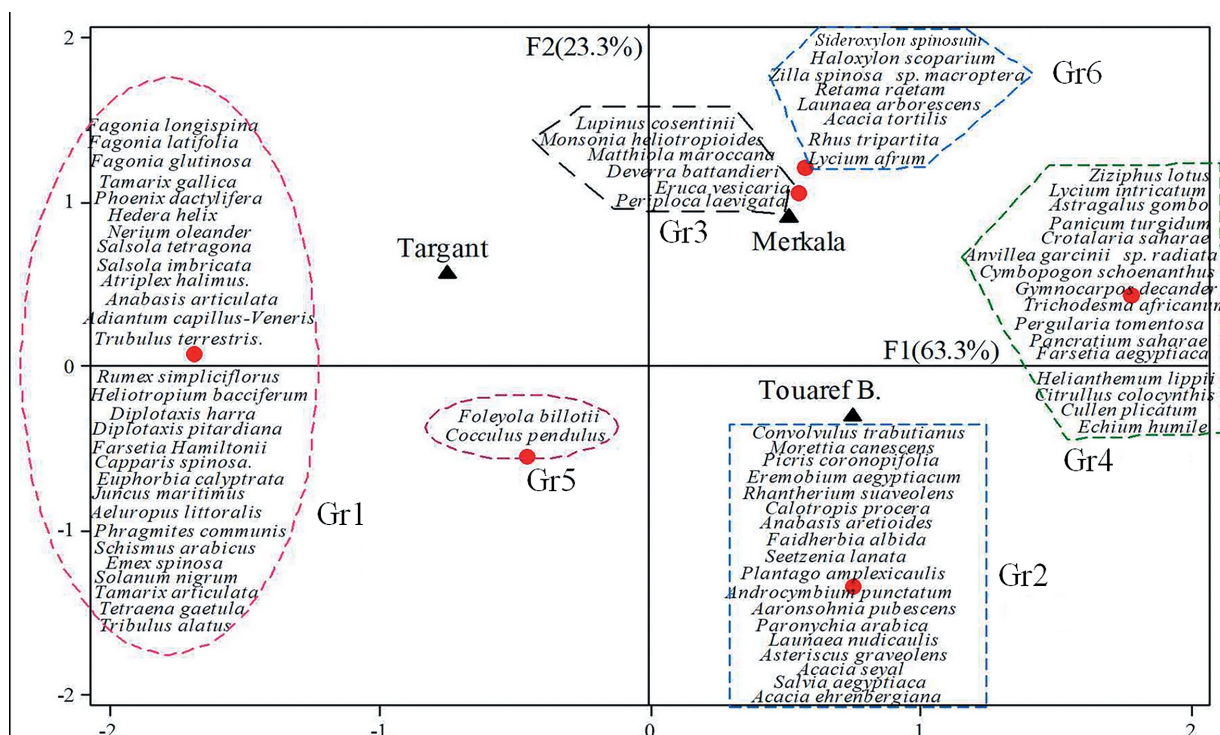 2
F2(23.3%)
Sideroxylon spinosum
Haloxylon scoparium
Zilla spinosa sp. macroptera
Retama raetam
Launaea arborescens
Acacia tortilis
Rhus tripartita
Lycium afrum
Gr6
Lupinus cosentinii
Monsonia heliotropioides
Matthiola maroccana
Deverra battandieri
Eruca vesicaria
Periploca laevigata
Gr3
Merkala
Targant
Fagonia longispina
Fagonia latifolia
Fagonia glutinosa
Tamarix gallica
Phoenix dactylifera
Hedera helix
Nerium oleander
Salsola tetragona
Salsola imbricata
Atriplex halimus.
Anabasis articulata
Adiantum capillus-Veneris
Trubulus terrestris.
Rumex simpliciflorus
Heliotropium bacciferum
Diplotaxis harra
Diplotaxis pitardiana
Farsetia Hamiltonii
Capparis spinosa.
Euphorbia calyptrata
Juncus maritimus
Aeluropus littoralis
Phragmites communis
Schismus arabicus
Emex spinosa
Solanum nigrum
Tamarix articulata
Tetraena gaetula
Tribulus alatus
Gr1
Ziziphus lotus
Lycium intricatum
Astragalus gombo
Panicum turgidum
Crotalaria saharae
Anvillea garcinii sp. radiata
Cymbopogon schoenanthus
Gymnocarpos decander
Trichodesma africanum
Pergularia tomentosa
Pancratium saharae
Farsetia aegyptiaca
Helianthemum lippii
Citrullus colocynthis
Cullen plicatum
Echium humile
Gr4
1
F1(63.3%)
0
Foleyola billotii
Cocculus pendulus
Gr5
Touaref B.
Convolvulus trabutianus
Morettia canescens
Picris coronopifolia
Eremobium aegyptiacum
Rhantherium suaveolens
Calotropis procera
Anabasis aretioides
Faidherbia albida
Seetzenia lanata
Plantago amplexicaulis
Androcymbium punctatum
Aaronsohnia pubescens
Paronychia arabica
Launaea nudicaulis
Asteriscus graveolens
Acacia seyal
Salvia aegyptiaca
Acacia ehrenbergiana
Gr2
-1
-2
-2 -1 0 1 2